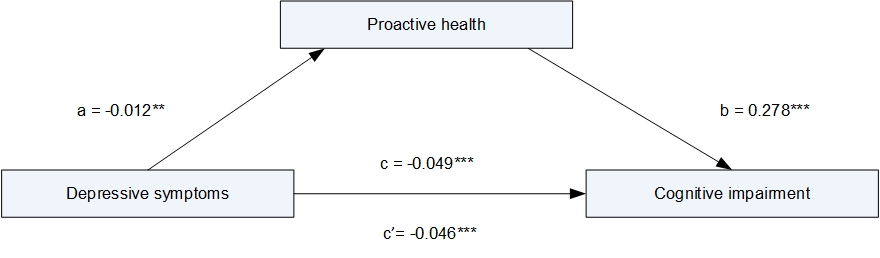 Proactive health
a = -0.012**
b = 0.278***
c = -0.049***
Depressive symptoms
Cognitive impairment
c’= -0.046***